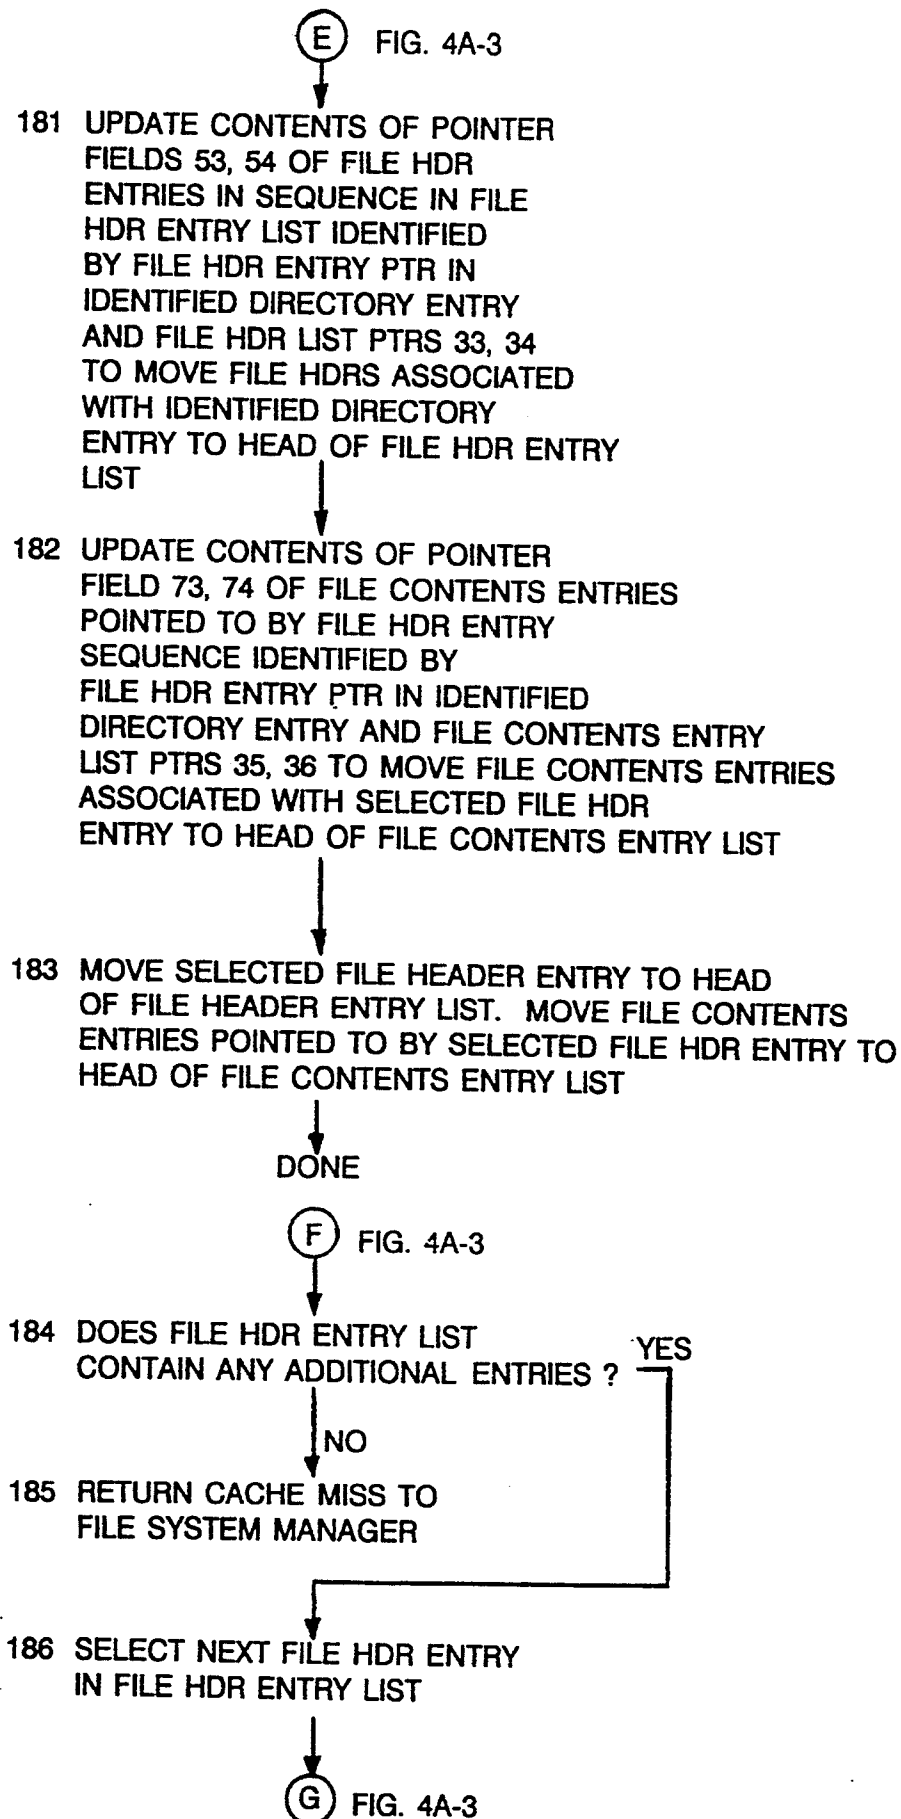 E FIG. 4A-3
181 UPDATE CONTENTS OF POINTER
FIELDS 53, 54 OF FILE HDR
ENTRIES IN SEQUENCE IN FILE
HDR ENTRY LIST IDENTIFIED
BY FILE HDR ENTRY PTR IN
IDENTIFIED DIRECTORY ENTRY
AND FILE HDR LIST PTRS 33, 34
TO MOVE FILE HDRS ASSOCIATED
WITH IDENTIFIED DIRECTORY
ENTRY TO HEAD OF FILE HDR ENTRY
LIST
182 UPDATE CONTENTS OF POINTER
FIELD 73, 74 OF FILE CONTENTS ENTRIES
POINTED TO BY FILE HDR ENTRY
SEQUENCE IDENTIFIED BY
FILE HDR ENTRY PTR IN IDENTIFIED
DIRECTORY ENTRY AND FILE CONTENTS ENTRY
LIST PTRS 35, 36 TO MOVE FILE CONTENTS ENTRIES
ASSOCIATED WITH SELECTED FILE HDR
ENTRY TO HEAD OF FILE CONTENTS ENTRY LIST
183 MOVE SELECTED FILE HEADER ENTRY TO HEAD
OF FILE HEADER ENTRY LIST. MOVE FILE CONTENTS
ENTRIES POINTED TO BY SELECTED FILE HDR ENTRY TO
HEAD OF FILE CONTENTS ENTRY LIST
DONE
F FIG. 4A-3
184 DOES FILE HDR ENTRY LIST
CONTAIN ANY ADDITIONAL ENTRIES ? YES
NO
185 RETURN CACHE MISS TO
FILE SYSTEM MANAGER
186 SELECT NEXT FILE HDR ENTRY
IN FILE HDR ENTRY LIST
G FIG. 4A-3